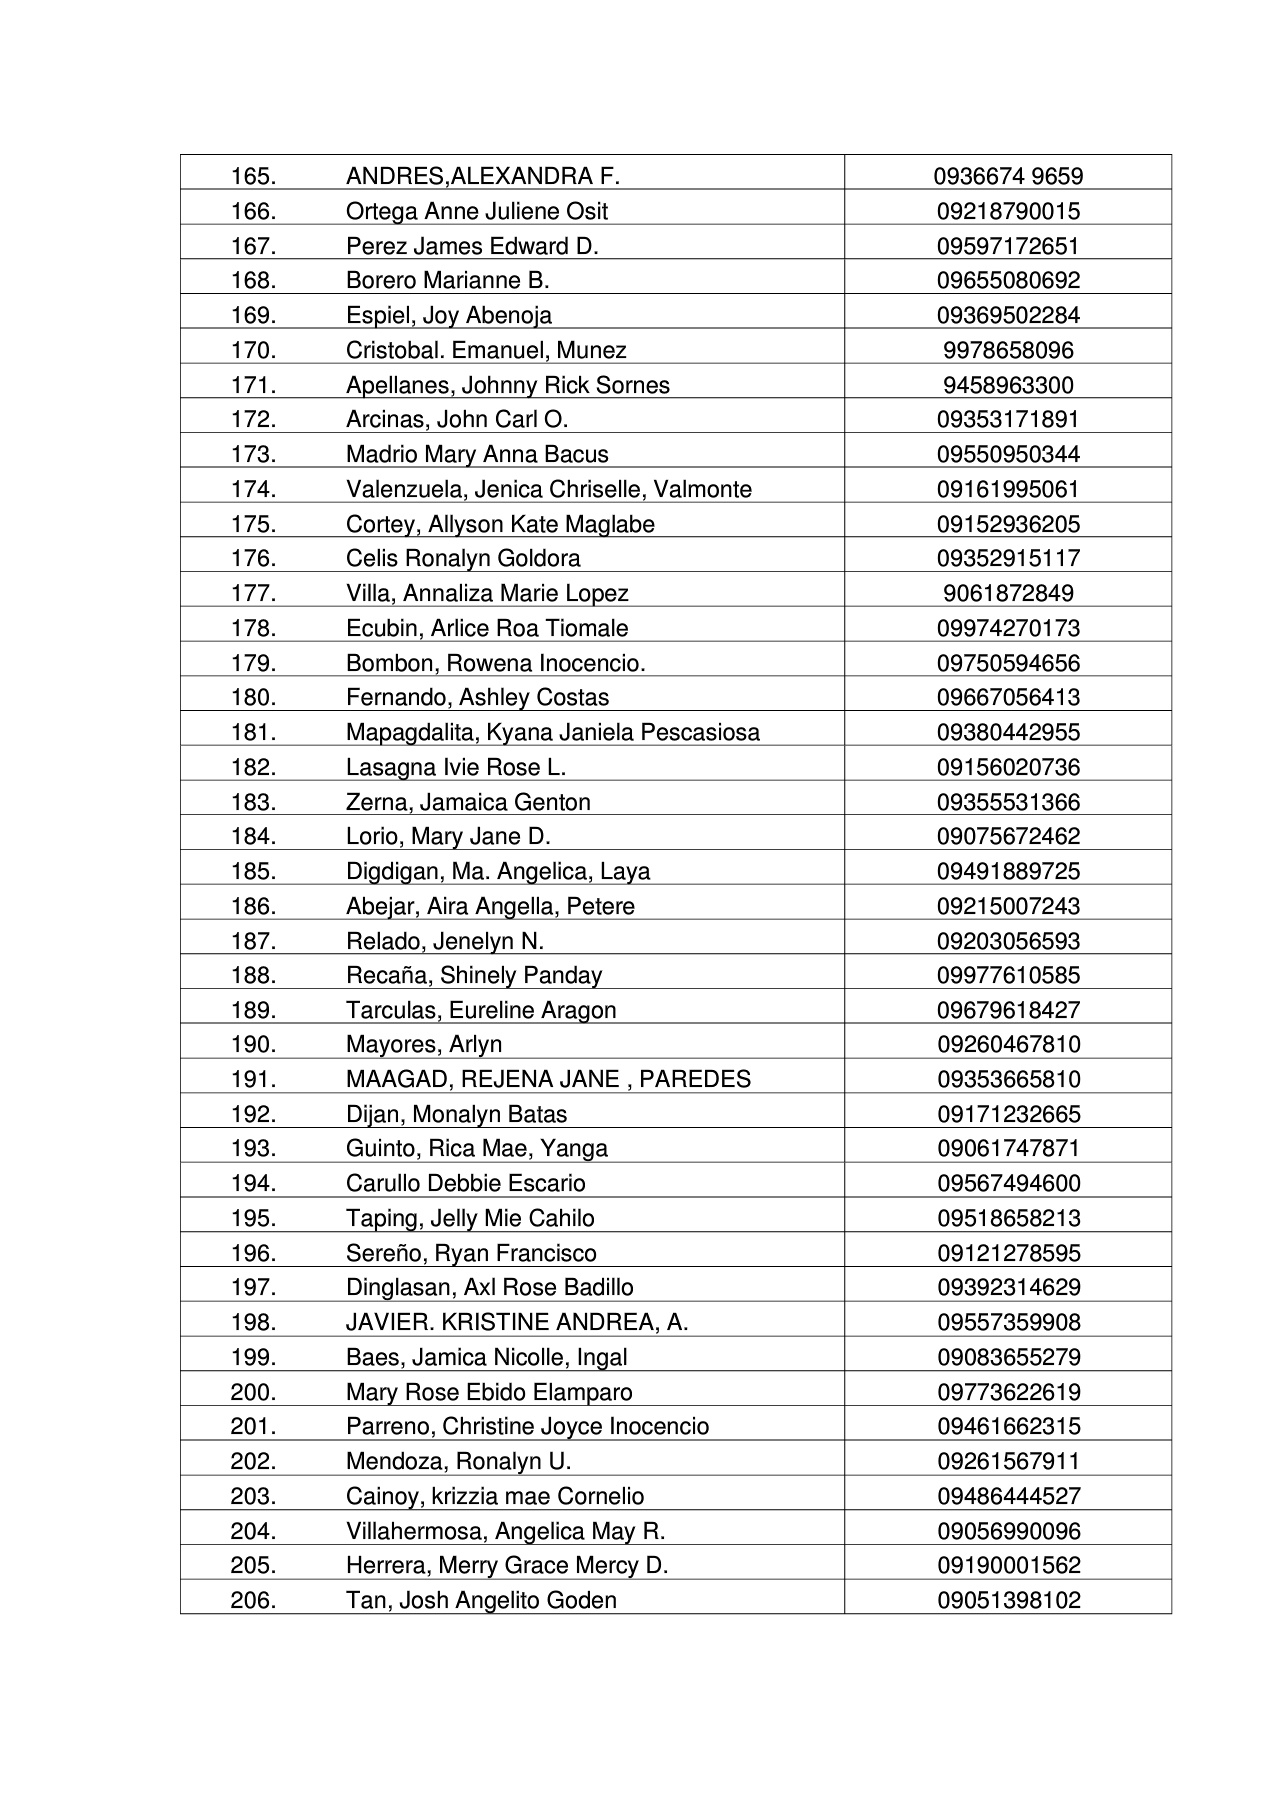 165. ANDRES,ALEXANDRA F. 0936674 9659
166. Ortega Anne Juliene Osit 09218790015
167. Perez James Edward D. 09597172651
168. Borero Marianne B. 09655080692
169. Espiel, Joy Abenoja 09369502284
170. Cristobal. Emanuel, Munez 9978658096
171. Apellanes, Johnny Rick Sornes 9458963300
172. Arcinas, John Carl O. 09353171891
173. Madrio Mary Anna Bacus 09550950344
174. Valenzuela, Jenica Chriselle, Valmonte 09161995061
175. Cortey, Allyson Kate Maglabe 09152936205
176. Celis Ronalyn Goldora 09352915117
177. Villa, Annaliza Marie Lopez 9061872849
178. Ecubin, Arlice Roa Tiomale 09974270173
179. Bombon, Rowena Inocencio. 09750594656
180. Fernando, Ashley Costas 09667056413
181. Mapagdalita, Kyana Janiela Pescasiosa 09380442955
182. Lasagna Ivie Rose L. 09156020736
183. Zerna, Jamaica Genton 09355531366
184. Lorio, Mary Jane D. 09075672462
185. Digdigan, Ma. Angelica, Laya 09491889725
186. Abejar, Aira Angella, Petere 09215007243
187. Relado, Jenelyn N. 09203056593
188. Recaña, Shinely Panday 09977610585
189. Tarculas, Eureline Aragon 09679618427
190. Mayores, Arlyn 09260467810
191. MAAGAD, REJENA JANE , PAREDES 09353665810
192. Dijan, Monalyn Batas 09171232665
193. Guinto, Rica Mae, Yanga 09061747871
194. Carullo Debbie Escario 09567494600
195. Taping, Jelly Mie Cahilo 09518658213
196. Sereño, Ryan Francisco 09121278595
197. Dinglasan, Axl Rose Badillo 09392314629
198. JAVIER. KRISTINE ANDREA, A. 09557359908
199. Baes, Jamica Nicolle, Ingal 09083655279
200. Mary Rose Ebido Elamparo 09773622619
201. Parreno, Christine Joyce Inocencio 09461662315
202. Mendoza, Ronalyn U. 09261567911
203. Cainoy, krizzia mae Cornelio 09486444527
204. Villahermosa, Angelica May R. 09056990096
205. Herrera, Merry Grace Mercy D. 09190001562
206. Tan, Josh Angelito Goden 09051398102